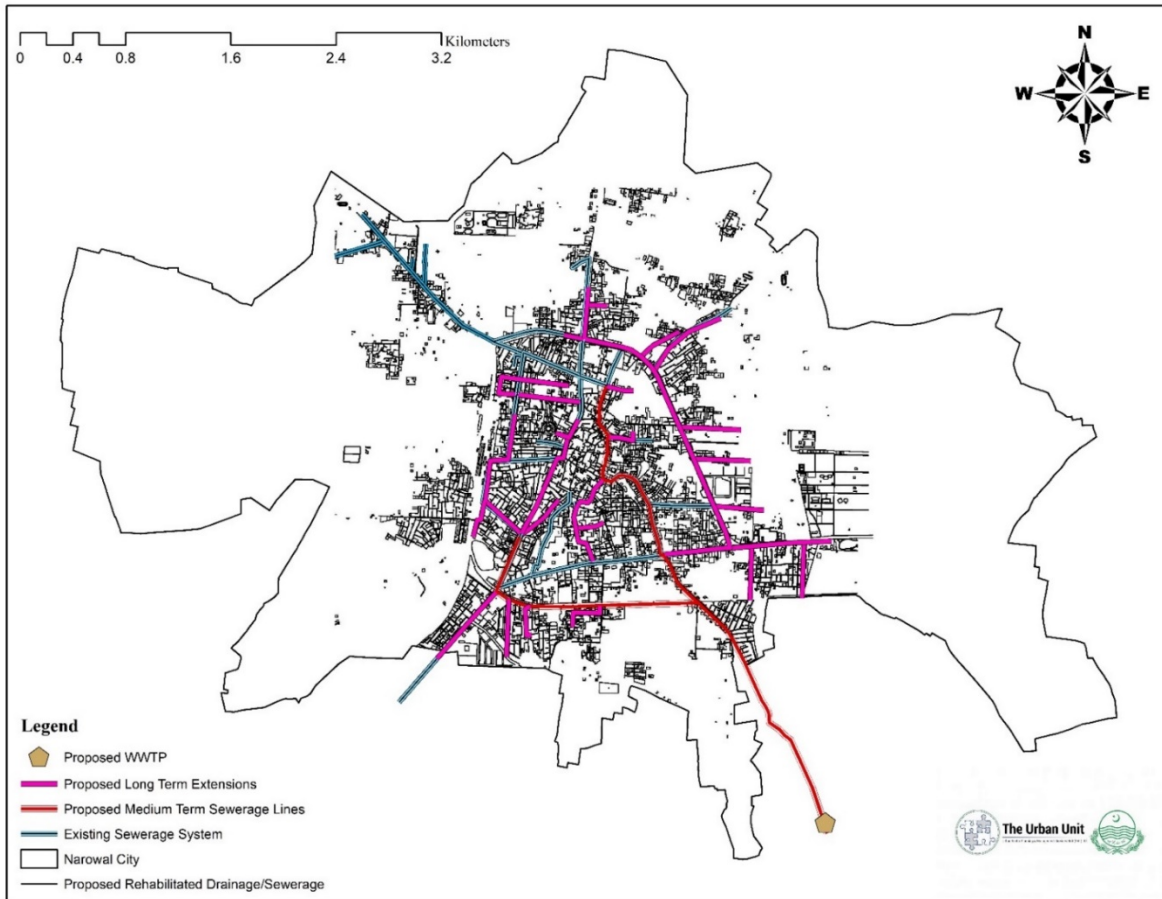 Kilometers
0 0.4 0.8 1.6 2.4 3.2
N
W E
S
Legend
Proposed WWTP
Proposed Long Term Extensions
Proposed Medium Term Sewerage Lines
Existing Sewerage System
Narowal City
Proposed Rehabilitated Drainage/Sewerage
The Urban Unit